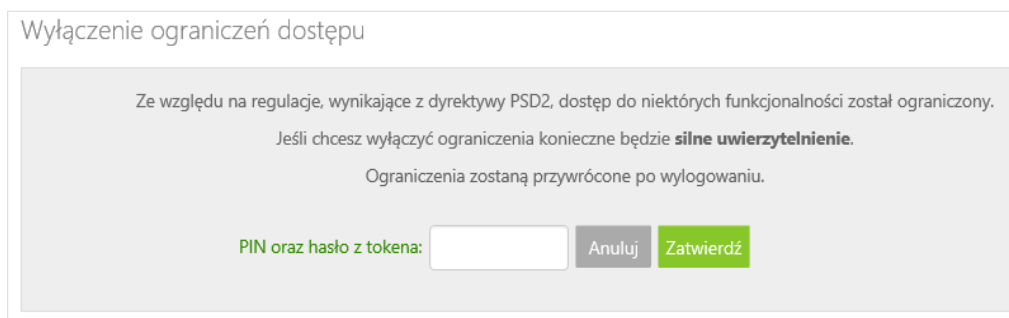 Wyłączenie ograniczeń dostępu
Ze względu na regulacje, wynikające z dyrektywy PSD2, dostęp do niektórych funkcjonalności został ograniczony.
Jeśli chcesz wyłączyć ograniczenia konieczne będzie silne uwierzytelnienie.
Ograniczenia zostaną przywrócone po wylogowaniu.
PIN oraz hasło z tokena: Anuluj Zatwierdź